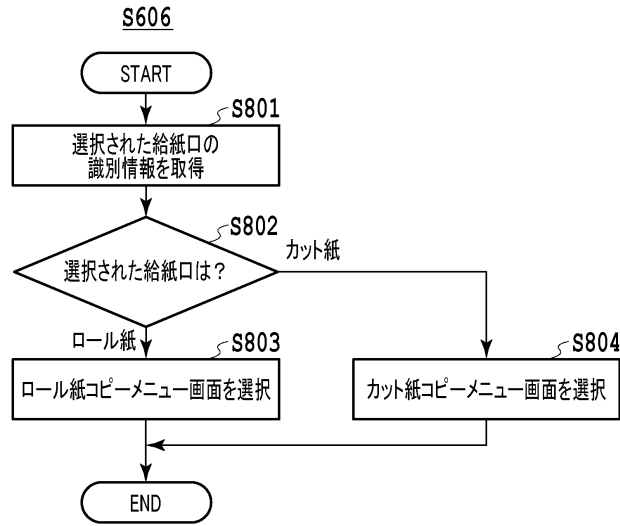 S606
START
S801
選択された給紙口の
識別情報を取得
S802
選択された給紙口は？
カット紙
ロール紙
S803
ロール紙コピーメニュー画面を選択
S804
カット紙コピーメニュー画面を選択
END